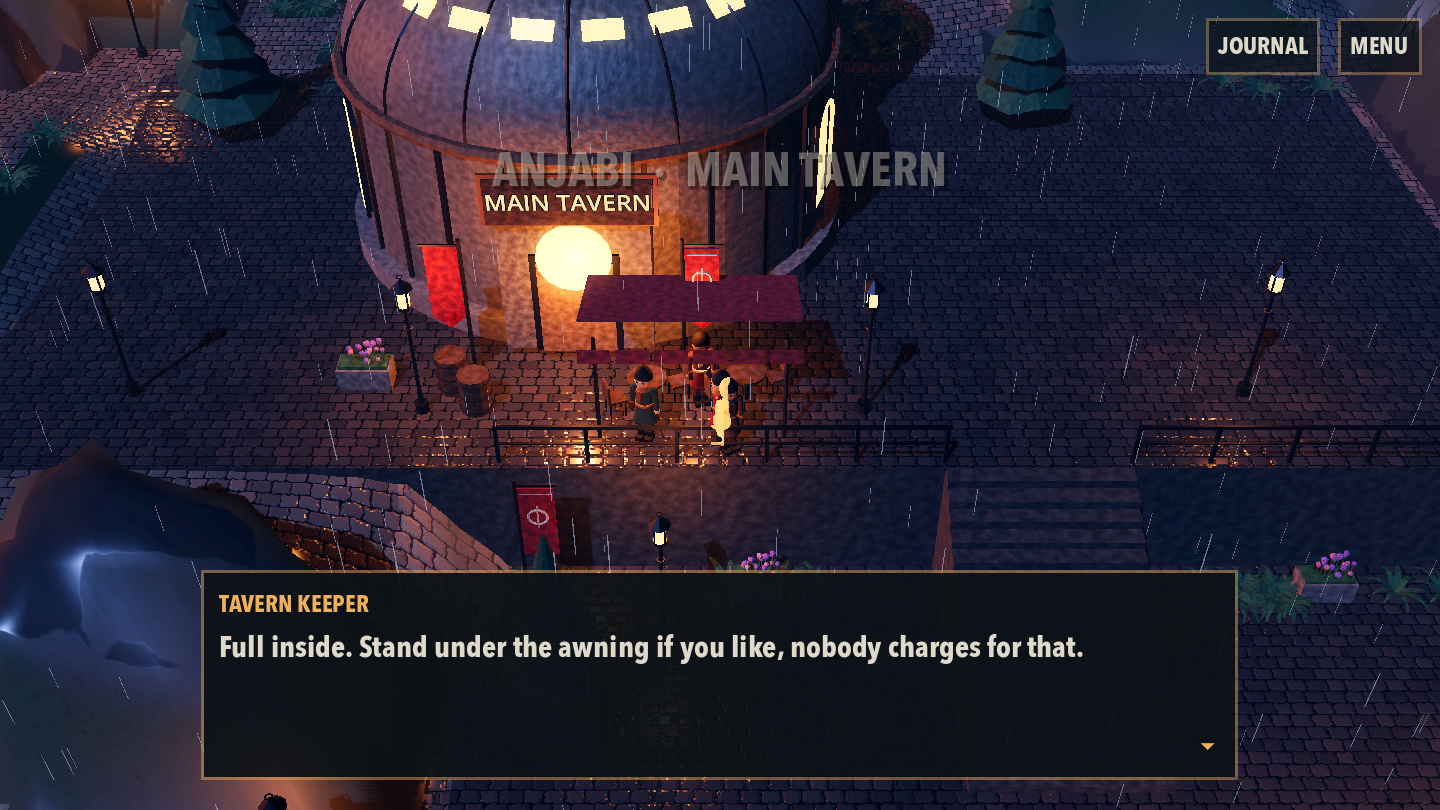 JOURNAL MENU
ANJABI · MAIN TAVERN
MAIN TAVERN
TAVERN KEEPER
Full inside. Stand under the awning if you like, nobody charges for that.